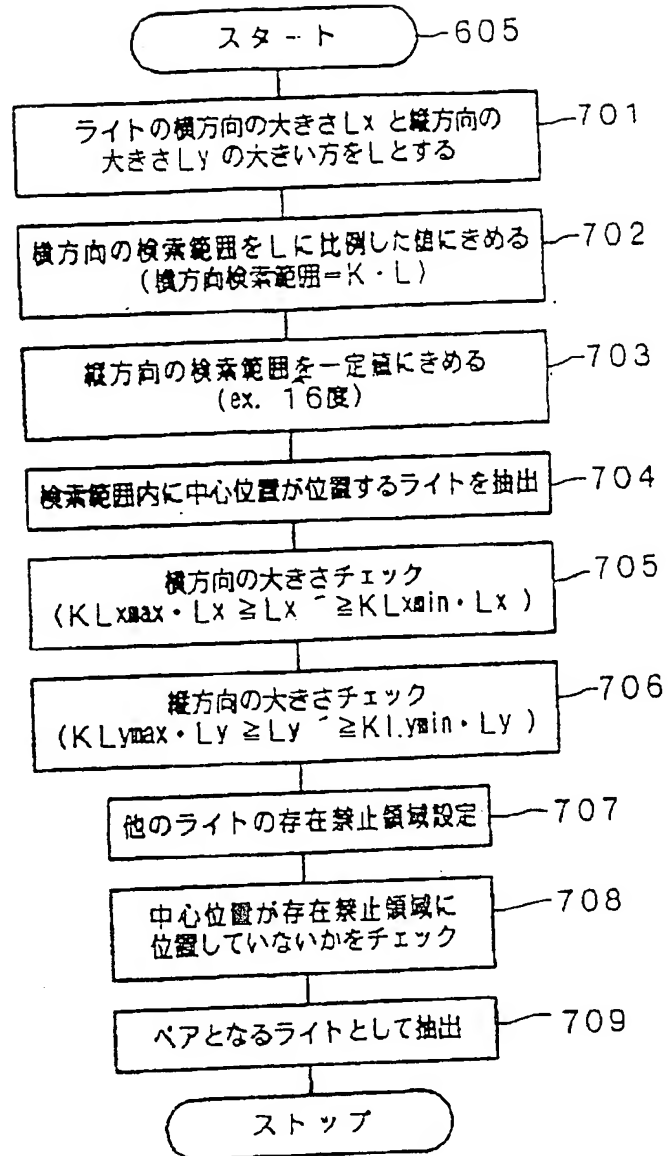 スタート 605
ライトの横方向の大きさLxと縦方向の 701
大きさLyの大きい方をLとする
横方向の検索範囲をLに比例した値にきめる 702
(横方向検索範囲=K・L)
縦方向の検索範囲を一定値にきめる 703
(ex. 16度)
検索範囲内に中心位置が位置するライトを抽出 704
横方向の大きさチェック 705
(KLxmax・Lx≧Lx´≧KLxmin・Lx)
縦方向の大きさチェック 706
(KLymax・Ly≧Ly´≧KLymin・Ly)
他のライトの存在禁止領域設定 707
中心位置が存在禁止領域に 708
位置していないかをチェック
ペアとなるライトとして抽出 709
ストップ